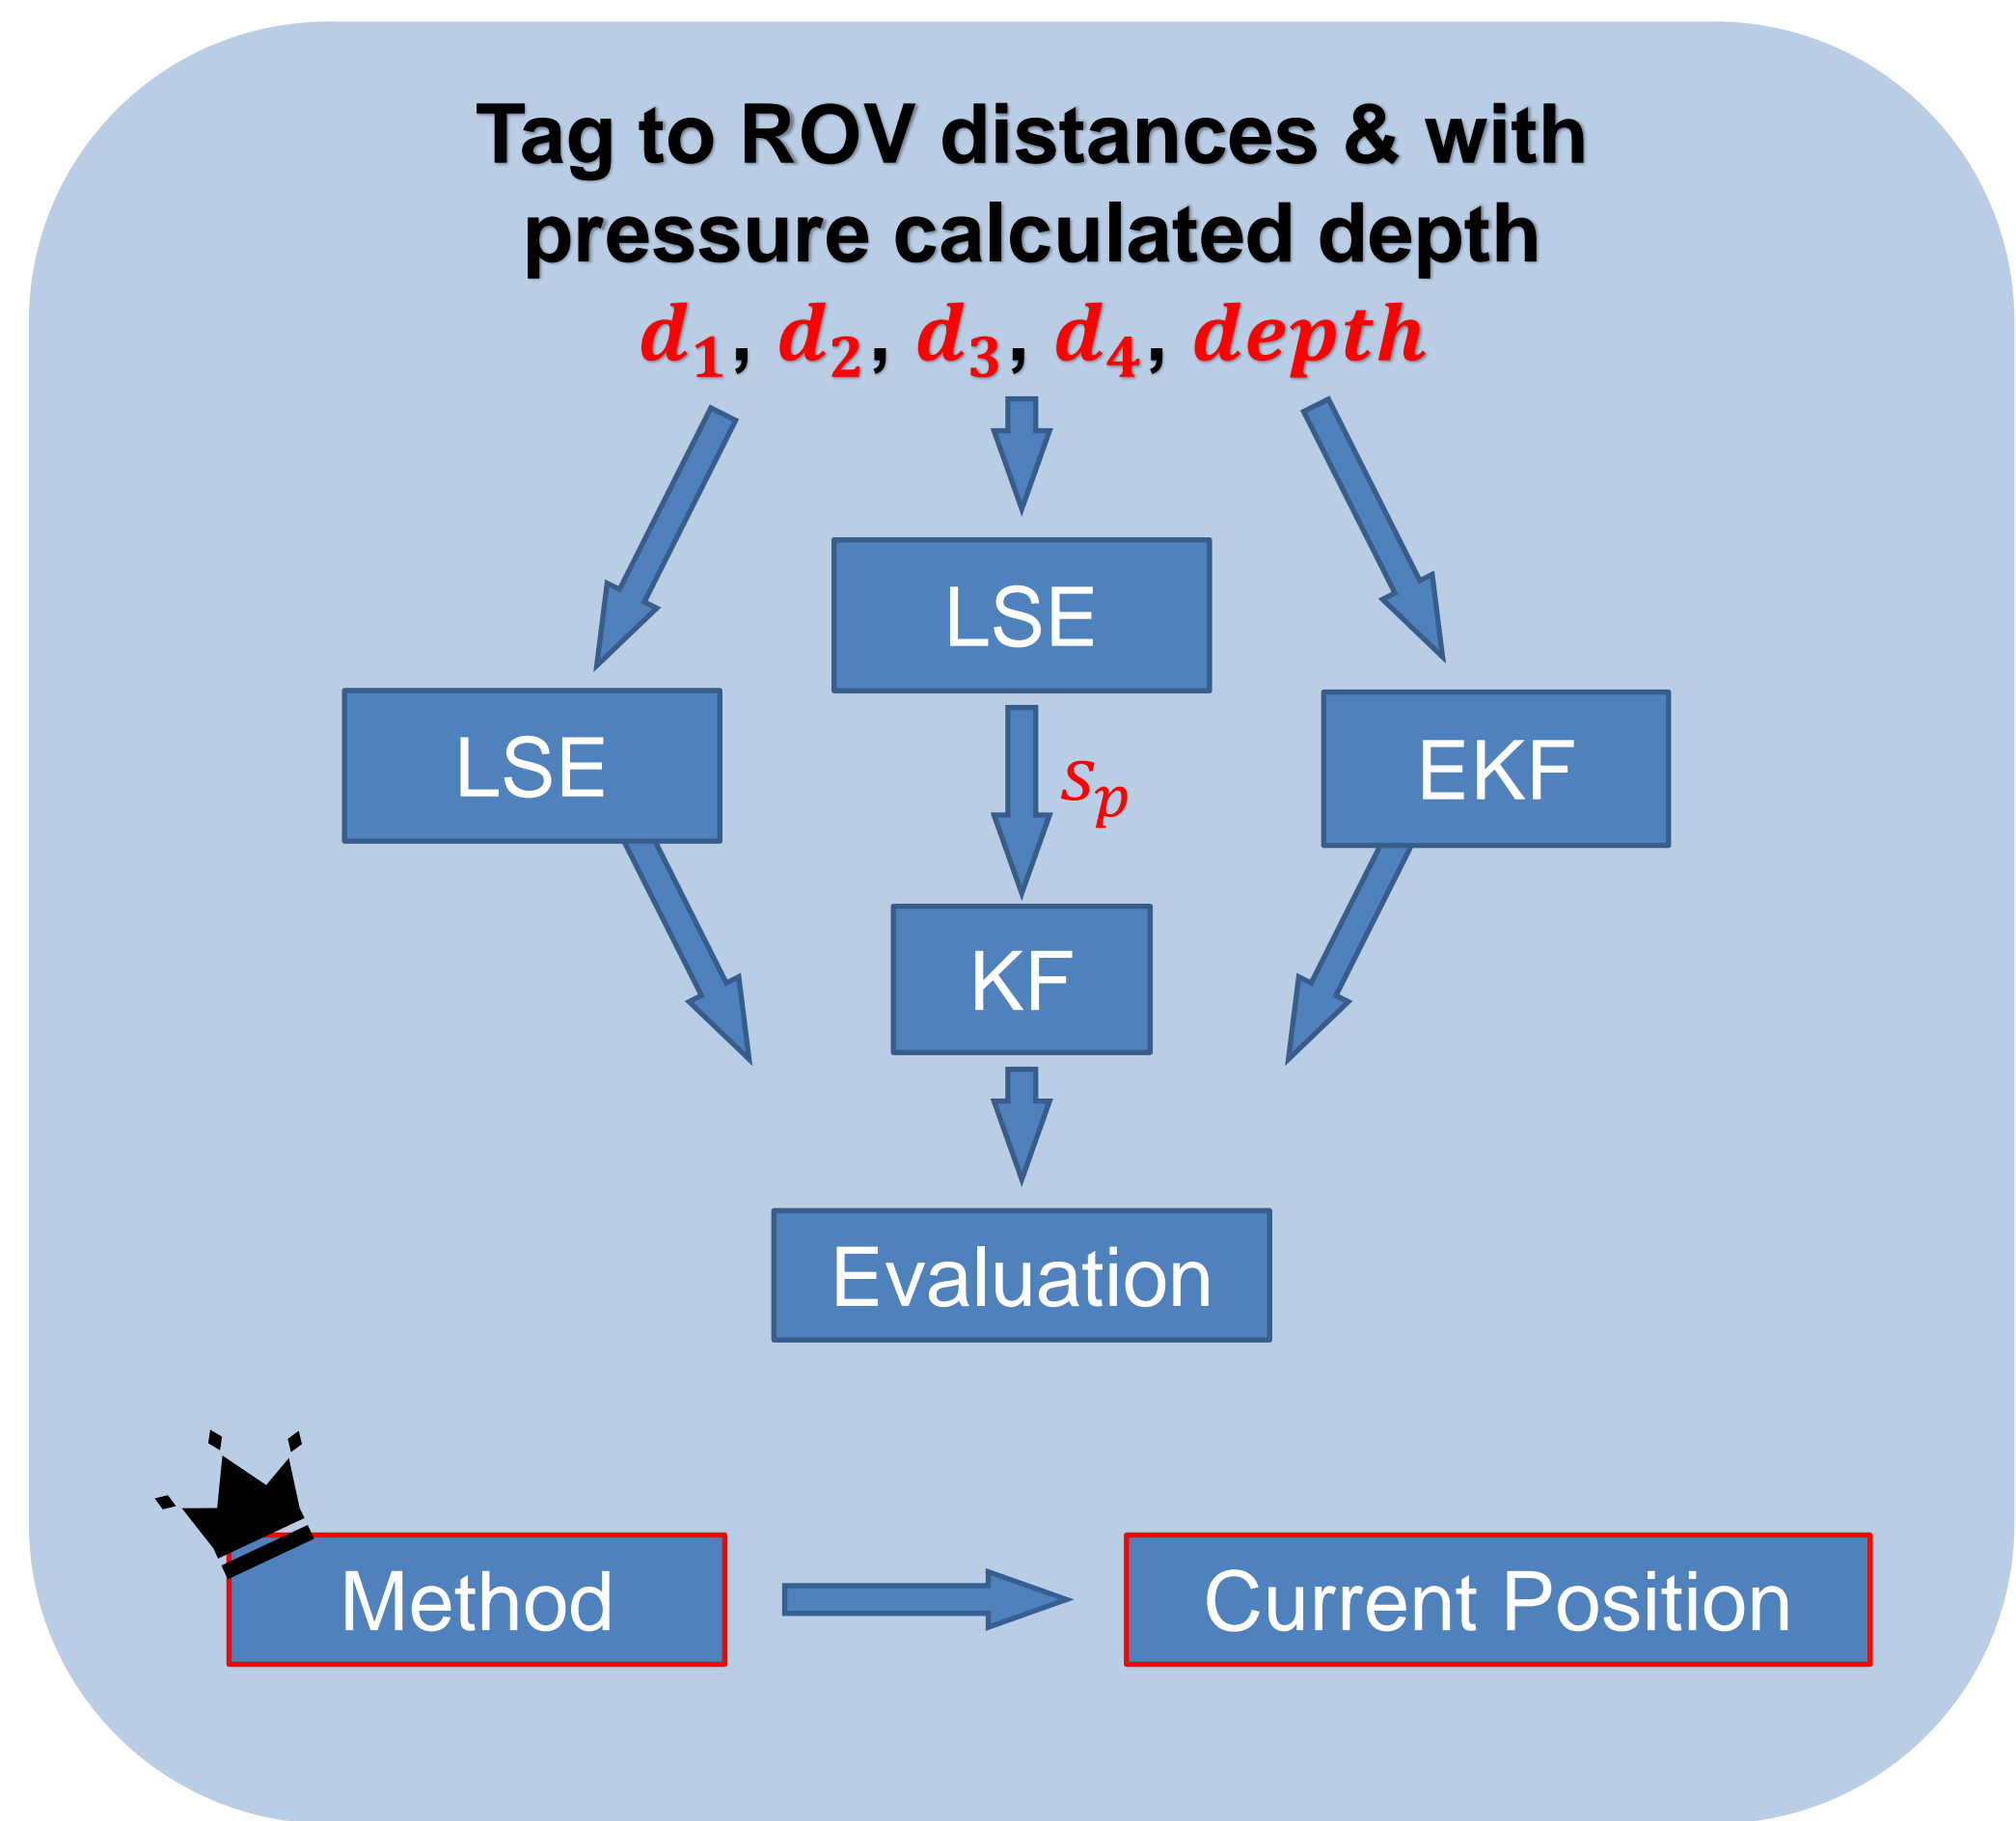 Tag to ROV distances & with
pressure calculated depth
d₁, d₂, d₃, d₄, depth
LSE
LSE
EKF
sₚ
KF
Evaluation
Method
Current Position